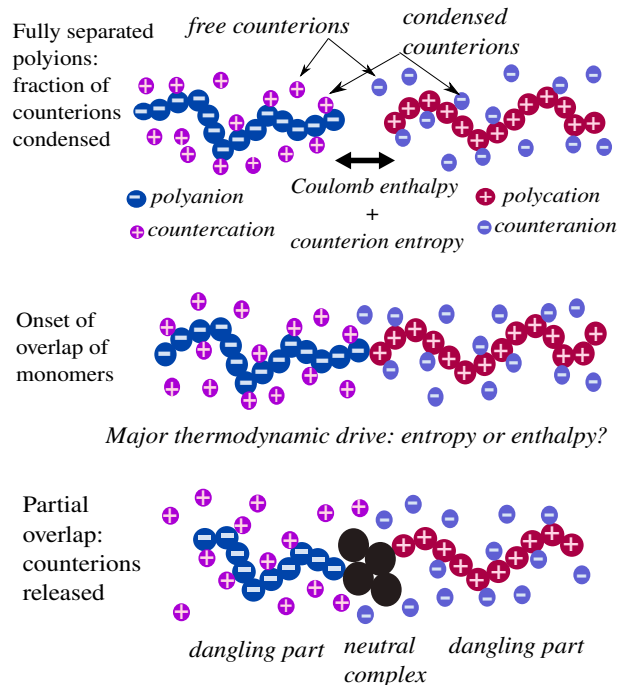 Fully separated
polyions:
fraction of
counterions
condensed
free counterions
condensed
counterions
Coulomb enthalpy
+
counterion entropy
polyanion
countercation
polycation
counteranion
Onset of
overlap of
monomers
Major thermodynamic drive: entropy or enthalpy?
Partial
overlap:
counterions
released
dangling part
neutral
complex
dangling part